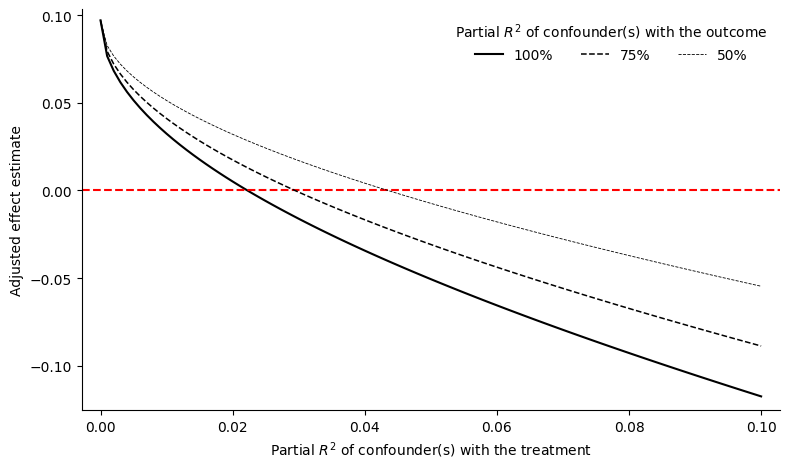 Partial R² of confounder(s) with the outcome
100% 75% 50%
0.10
0.05
0.00
−0.05
−0.10
Adjusted effect estimate
0.00 0.02 0.04 0.06 0.08 0.10
Partial R² of confounder(s) with the treatment